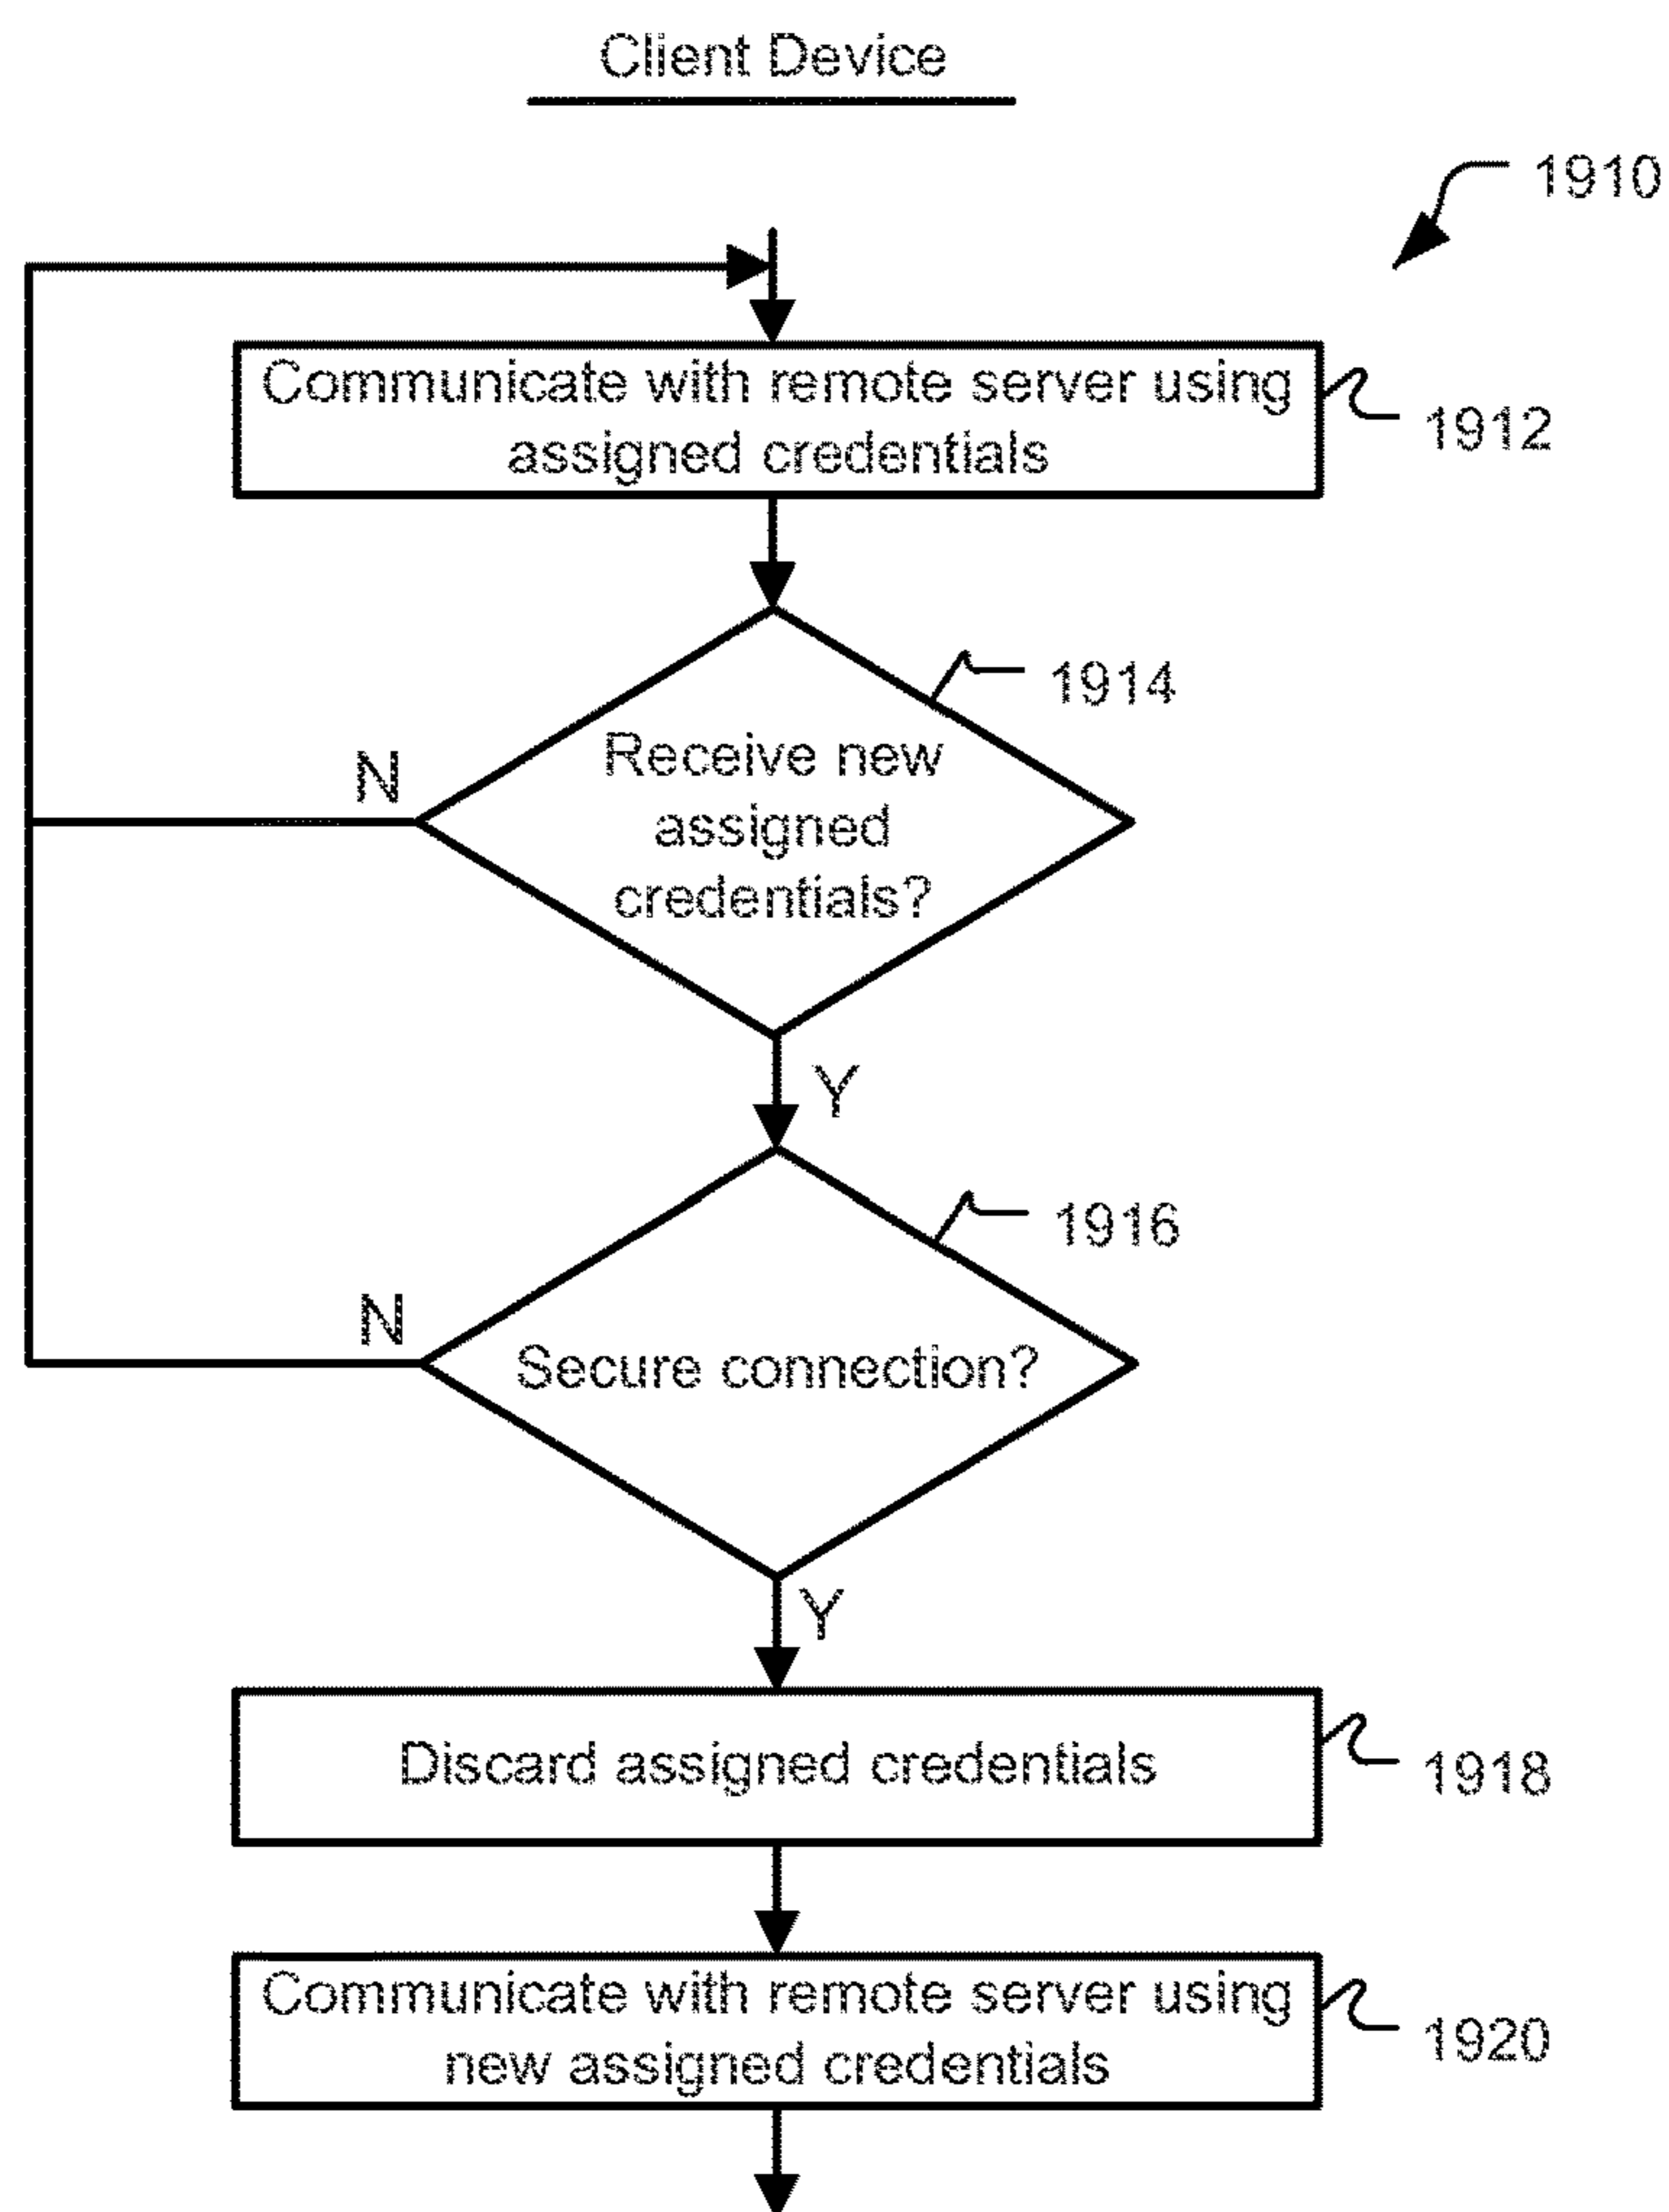 Client Device
1910
Communicate with remote server using
assigned credentials
1912
1914
Receive new
assigned
credentials?
N
Y
1916
Secure connection?
N
Y
Discard assigned credentials
1918
Communicate with remote server using
new assigned credentials
1920